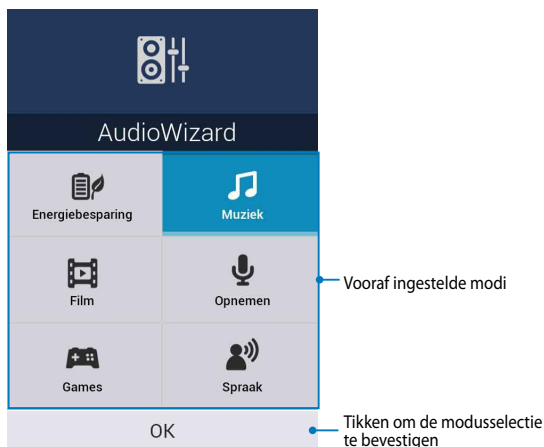 AudioWizard
Energiebesparing
Muziek
Film
Opnemen
Vooraf ingestelde modi
Games
Spraak
OK
Tikken om de modusselectie
te bevestigen